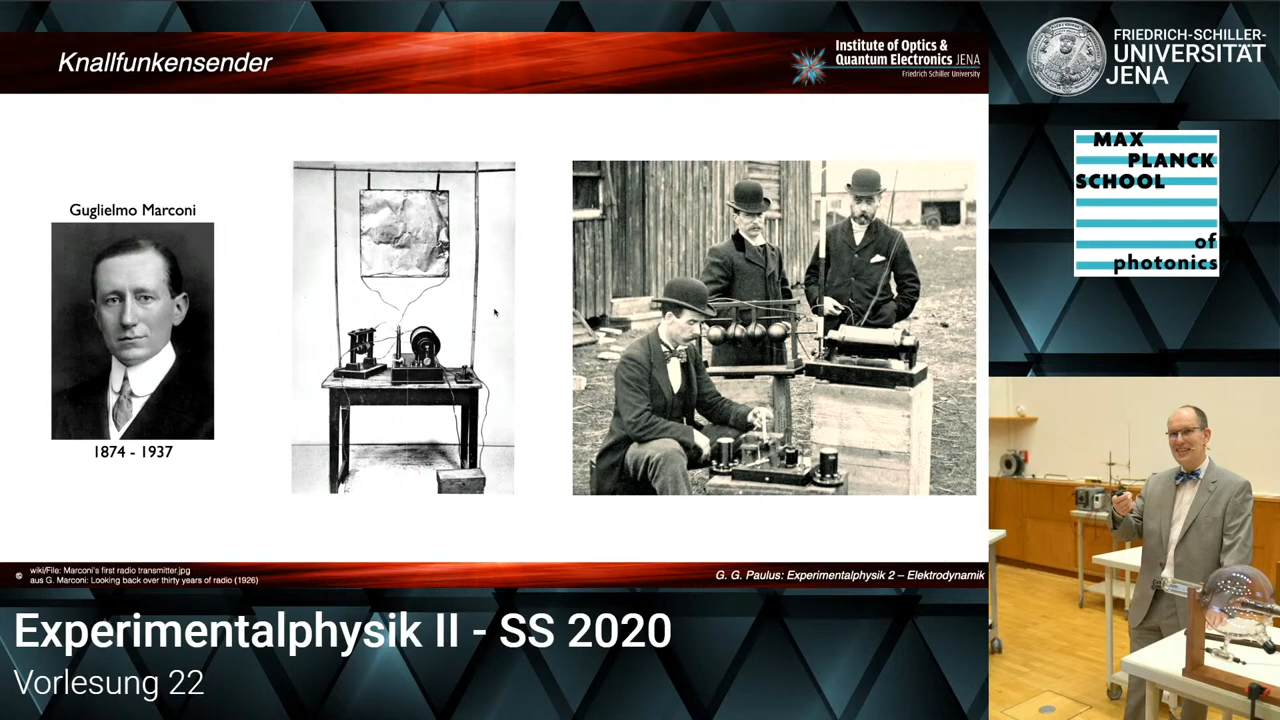 Knallfunkensender
Institute of Optics &
Quantum Electronics JENA
Friedrich Schiller University
FRIEDRICH-SCHILLER-
UNIVERSITÄT
JENA
MAX
PLANCK
SCHOOL
of
photonics
Guglielmo Marconi
1874 - 1937
wiki/File: Marconi's first radio transmitter.jpg
aus G. Marconi: Looking back over thirty years of radio (1926)
G. G. Paulus: Experimentalphysik 2 – Elektrodynamik
Experimentalphysik II - SS 2020
Vorlesung 22